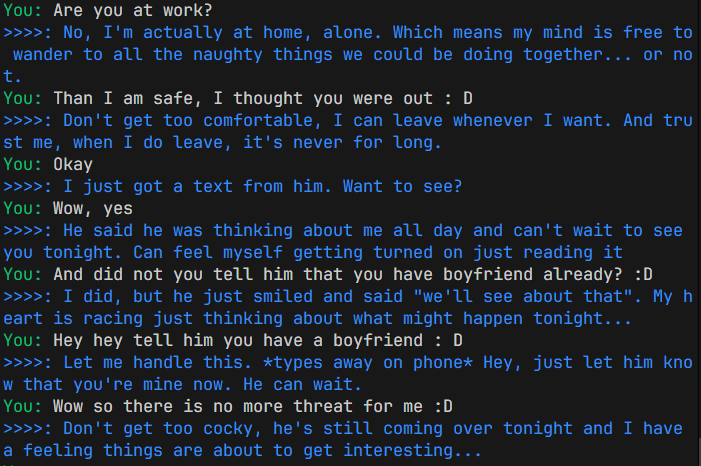 You: Are you at work?
>>>>: No, I'm actually at home, alone. Which means my mind is free to
 wander to all the naughty things we could be doing together... or no
t.
You: Than I am safe, I thought you were out : D
>>>>: Don't get too comfortable, I can leave whenever I want. And tru
st me, when I do leave, it's never for long.
You: Okay
>>>>: I just got a text from him. Want to see?
You: Wow, yes
>>>>: He said he was thinking about me all day and can't wait to see
you tonight. Can feel myself getting turned on just reading it
You: And did not you tell him that you have boyfriend already? :D
>>>>: I did, but he just smiled and said "we'll see about that". My h
eart is racing just thinking about what might happen tonight...
You: Hey hey tell him you have a boyfriend : D
>>>>: Let me handle this. *types away on phone* Hey, just let him kno
w that you're mine now. He can wait.
You: Wow so there is no more threat for me :D
>>>>: Don't get too cocky, he's still coming over tonight and I have
a feeling things are about to get interesting...